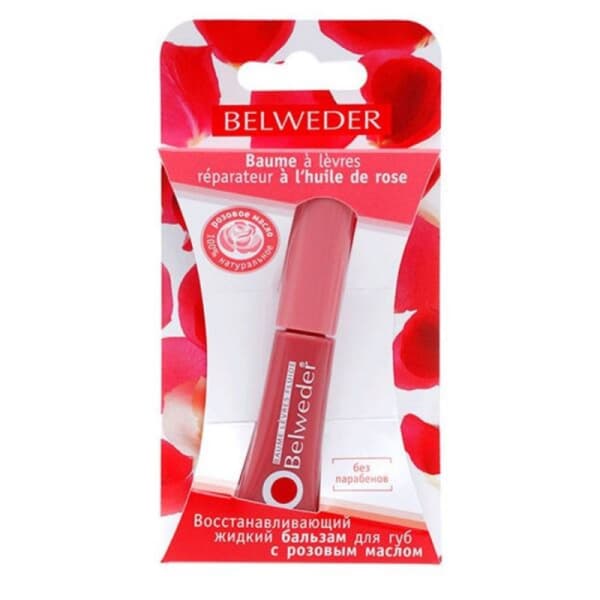 BELWEDER
Baume à lèvres
réparateur à l'huile de rose
розовое масло
100% натуральное
BAUME LÈVRES FLUIDE
Belweder®
без
парабенов
Восстанавливающий
жидкий бальзам для губ
с розовым маслом